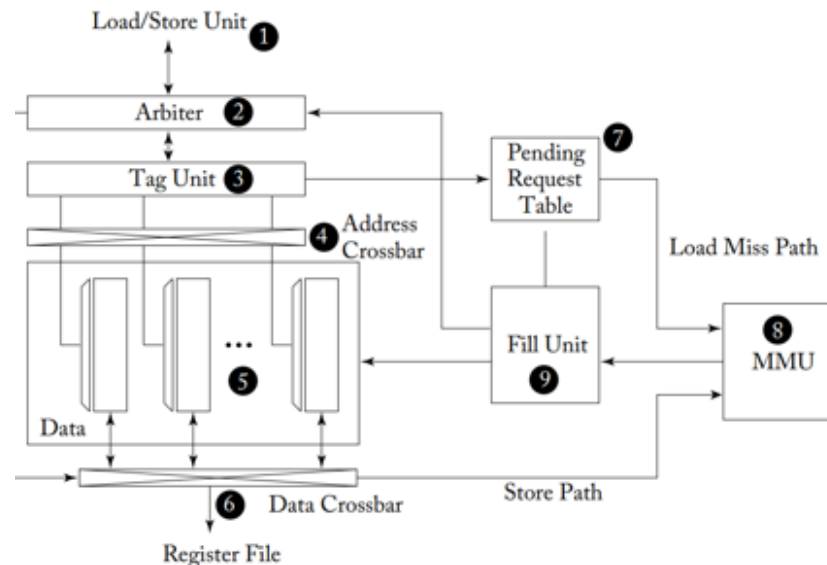 Load/Store Unit
1
Arbiter 2
Tag Unit 3
4 Address
Crossbar
5
Data
6 Data Crossbar
Register File
7
Pending
Request
Table
Load Miss Path
8
MMU
Fill Unit
9
Store Path